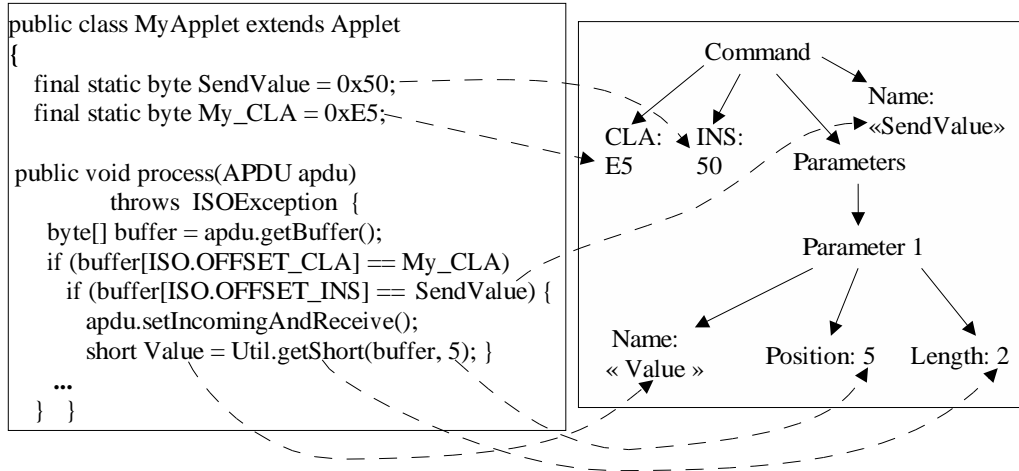 public class MyApplet extends Applet
{
final static byte SendValue = 0x50;
final static byte My_CLA = 0xE5;
public void process(APDU apdu)
throws ISOException {
byte[] buffer = apdu.getBuffer();
if (buffer[ISO.OFFSET_CLA] == My_CLA)
if (buffer[ISO.OFFSET_INS] == SendValue) {
apdu.setIncomingAndReceive();
short Value = Util.getShort(buffer, 5); }
...
} }
Command
Name:
«SendValue»
CLA:
E5
INS:
50
Parameters
Parameter 1
Name:
« Value »
Position: 5
Length: 2